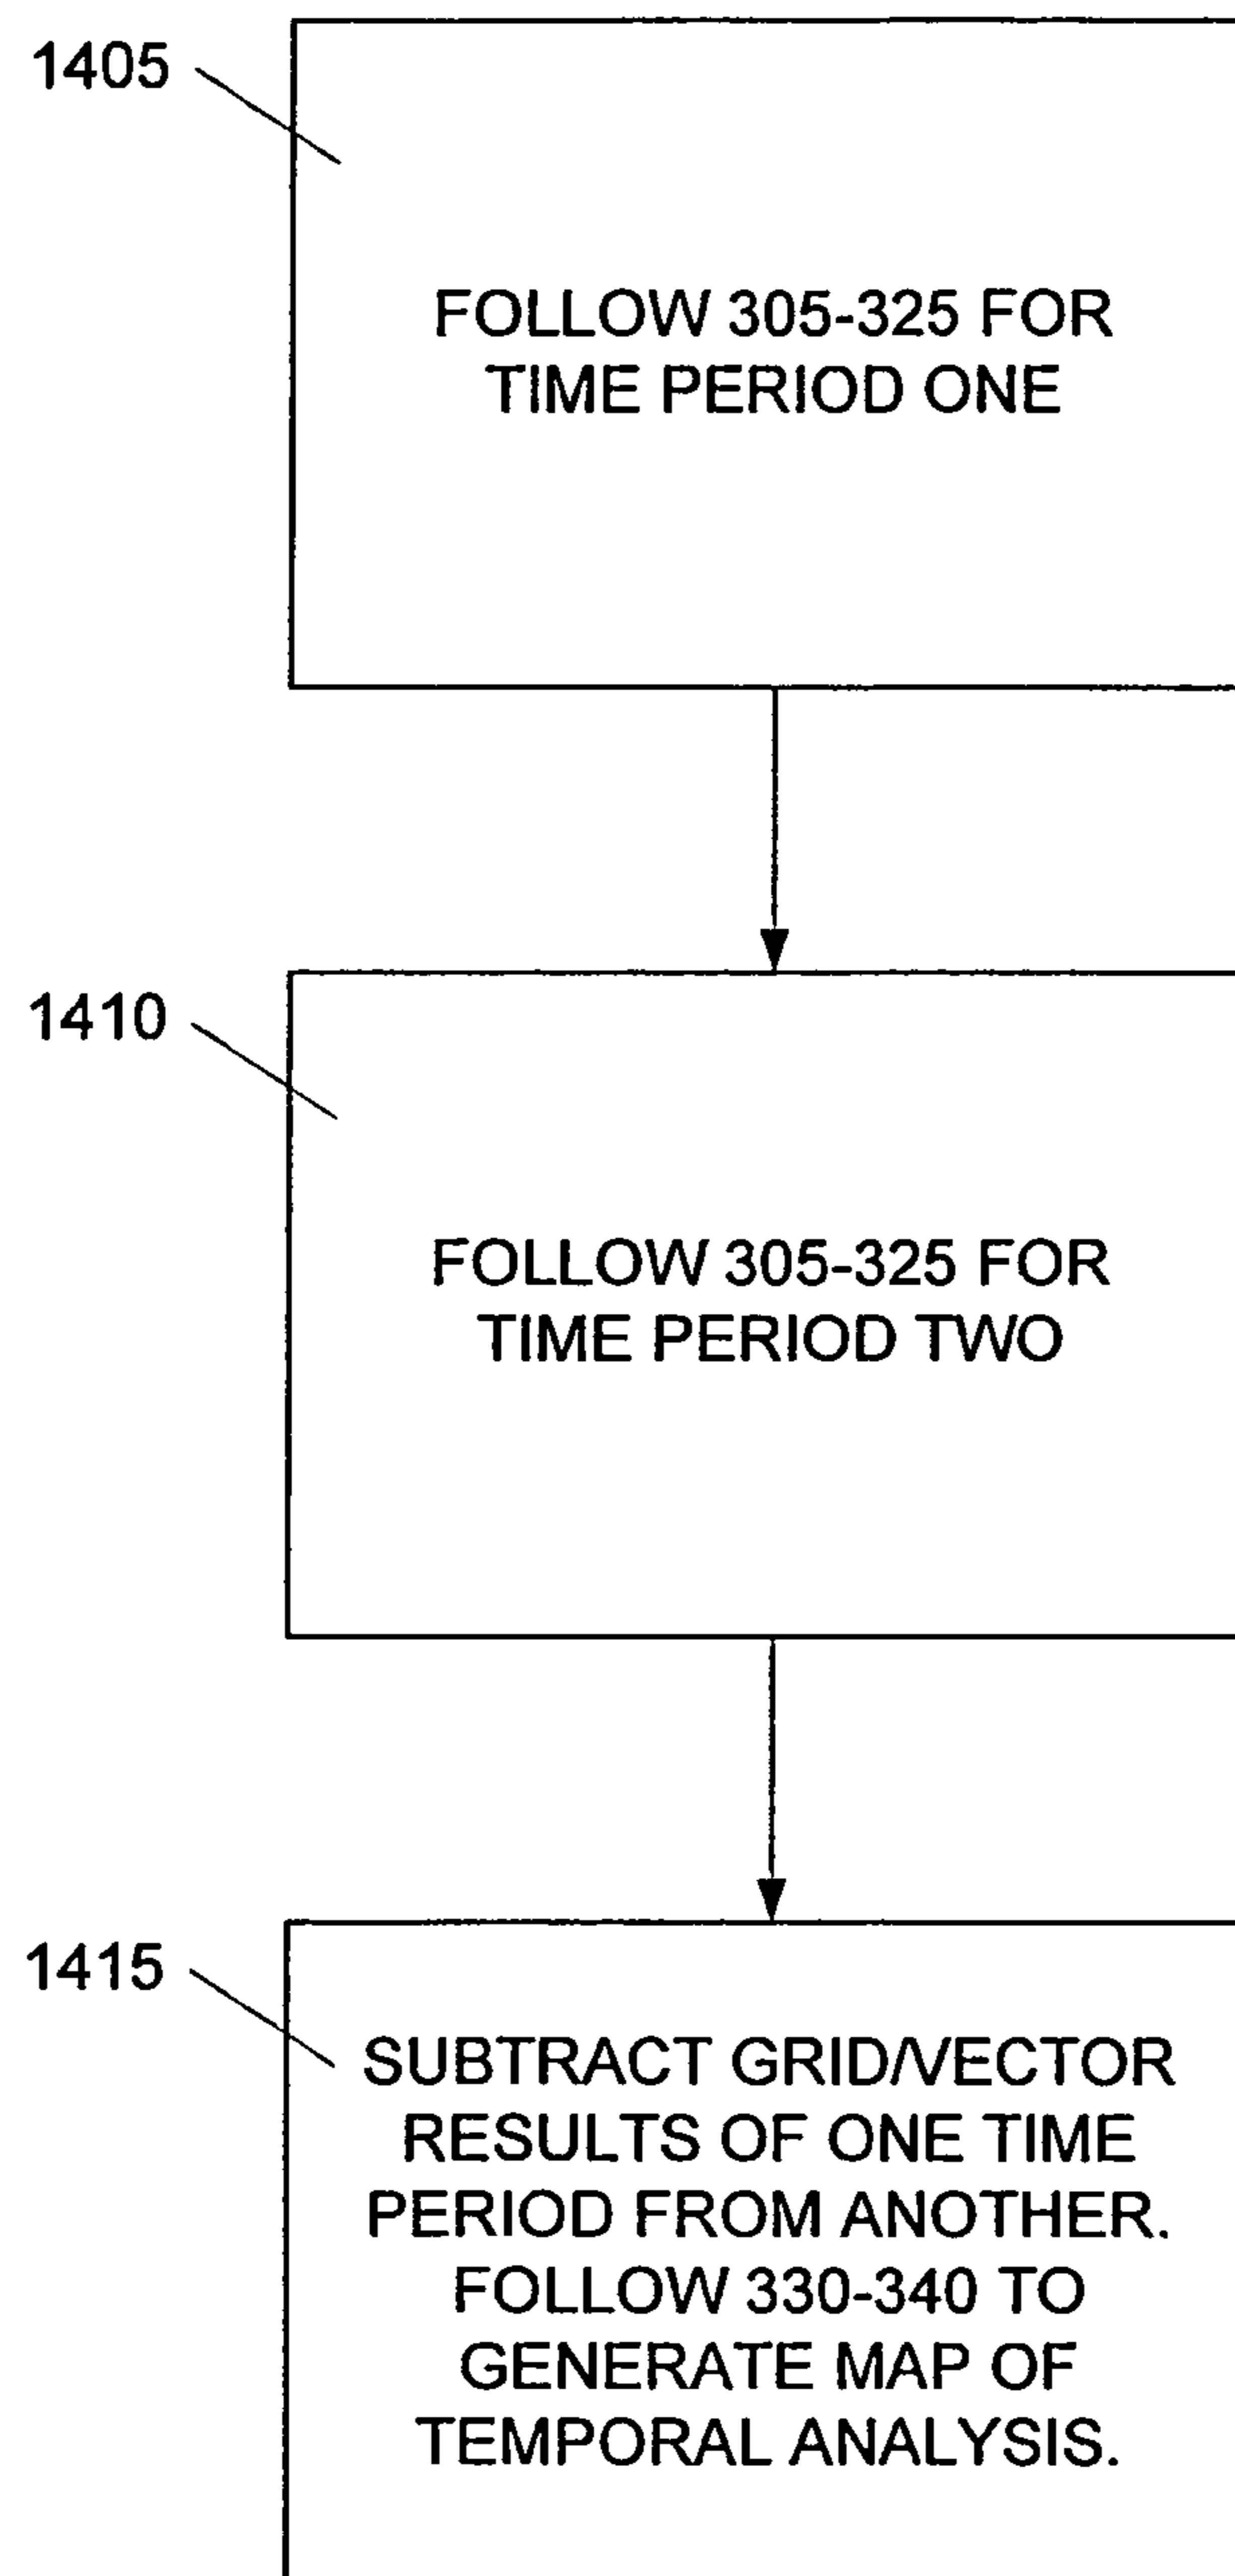 1405
FOLLOW 305-325 FOR
TIME PERIOD ONE
1410
FOLLOW 305-325 FOR
TIME PERIOD TWO
1415
SUBTRACT GRID/VECTOR
RESULTS OF ONE TIME
PERIOD FROM ANOTHER.
FOLLOW 330-340 TO
GENERATE MAP OF
TEMPORAL ANALYSIS.